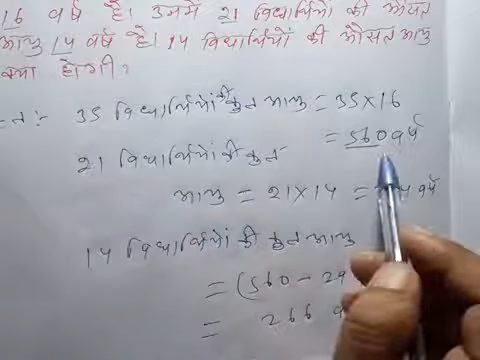 16 वर्ष है। उनमें 21 विद्यार्थियों की औसत
आयु 14 वर्ष है। 14 विद्यार्थियों की औसत आयु
क्या होगी?
35 विद्यार्थियों की कुल आयु = 35×16
= 560 वर्ष
21 विद्यार्थियों की कुल
आयु = 21×14 = वर्ष
14 विद्यार्थियों की कुल आयु
= (560 - 29
= 266 व